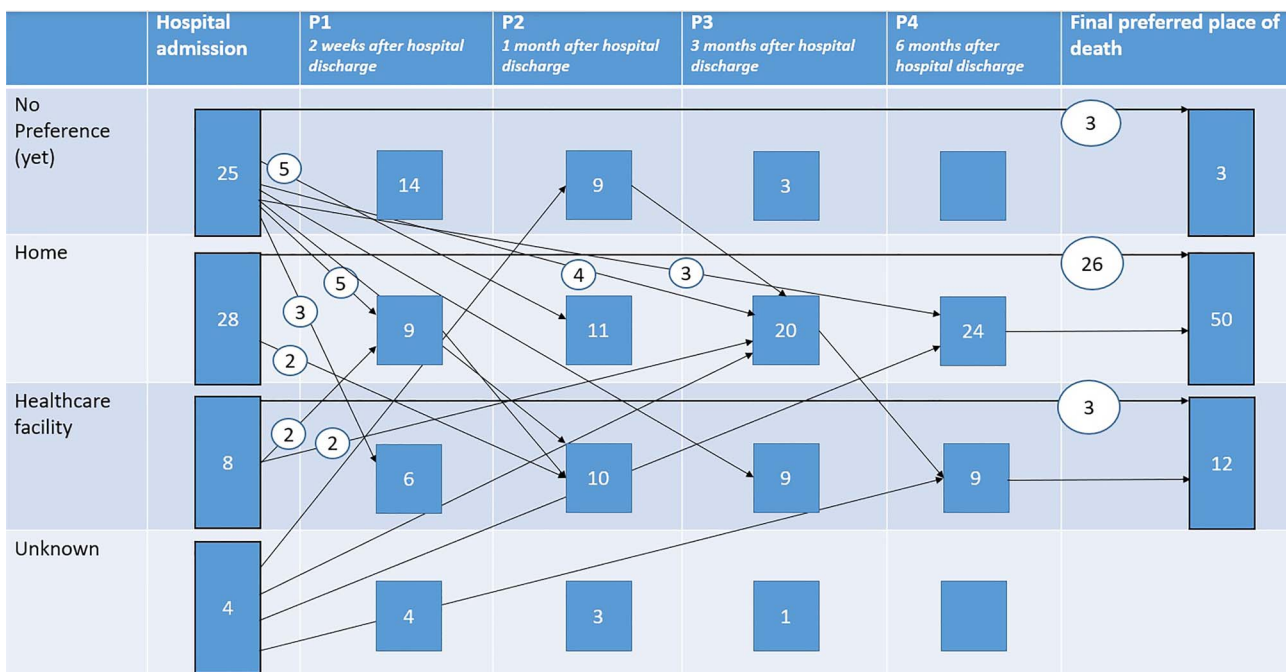 Hospital
admission
P1
2 weeks after hospital
discharge
P2
1 month after hospital
discharge
P3
3 months after hospital
discharge
P4
6 months after
hospital discharge
Final preferred place of
death
No
Preference
(yet)
25
5
14
9
3
3
3
Home
28
5
3
2
9
4
11
3
20
24
26
50
Healthcare
facility
8
2
2
6
10
9
9
3
12
Unknown
4
4
3
1